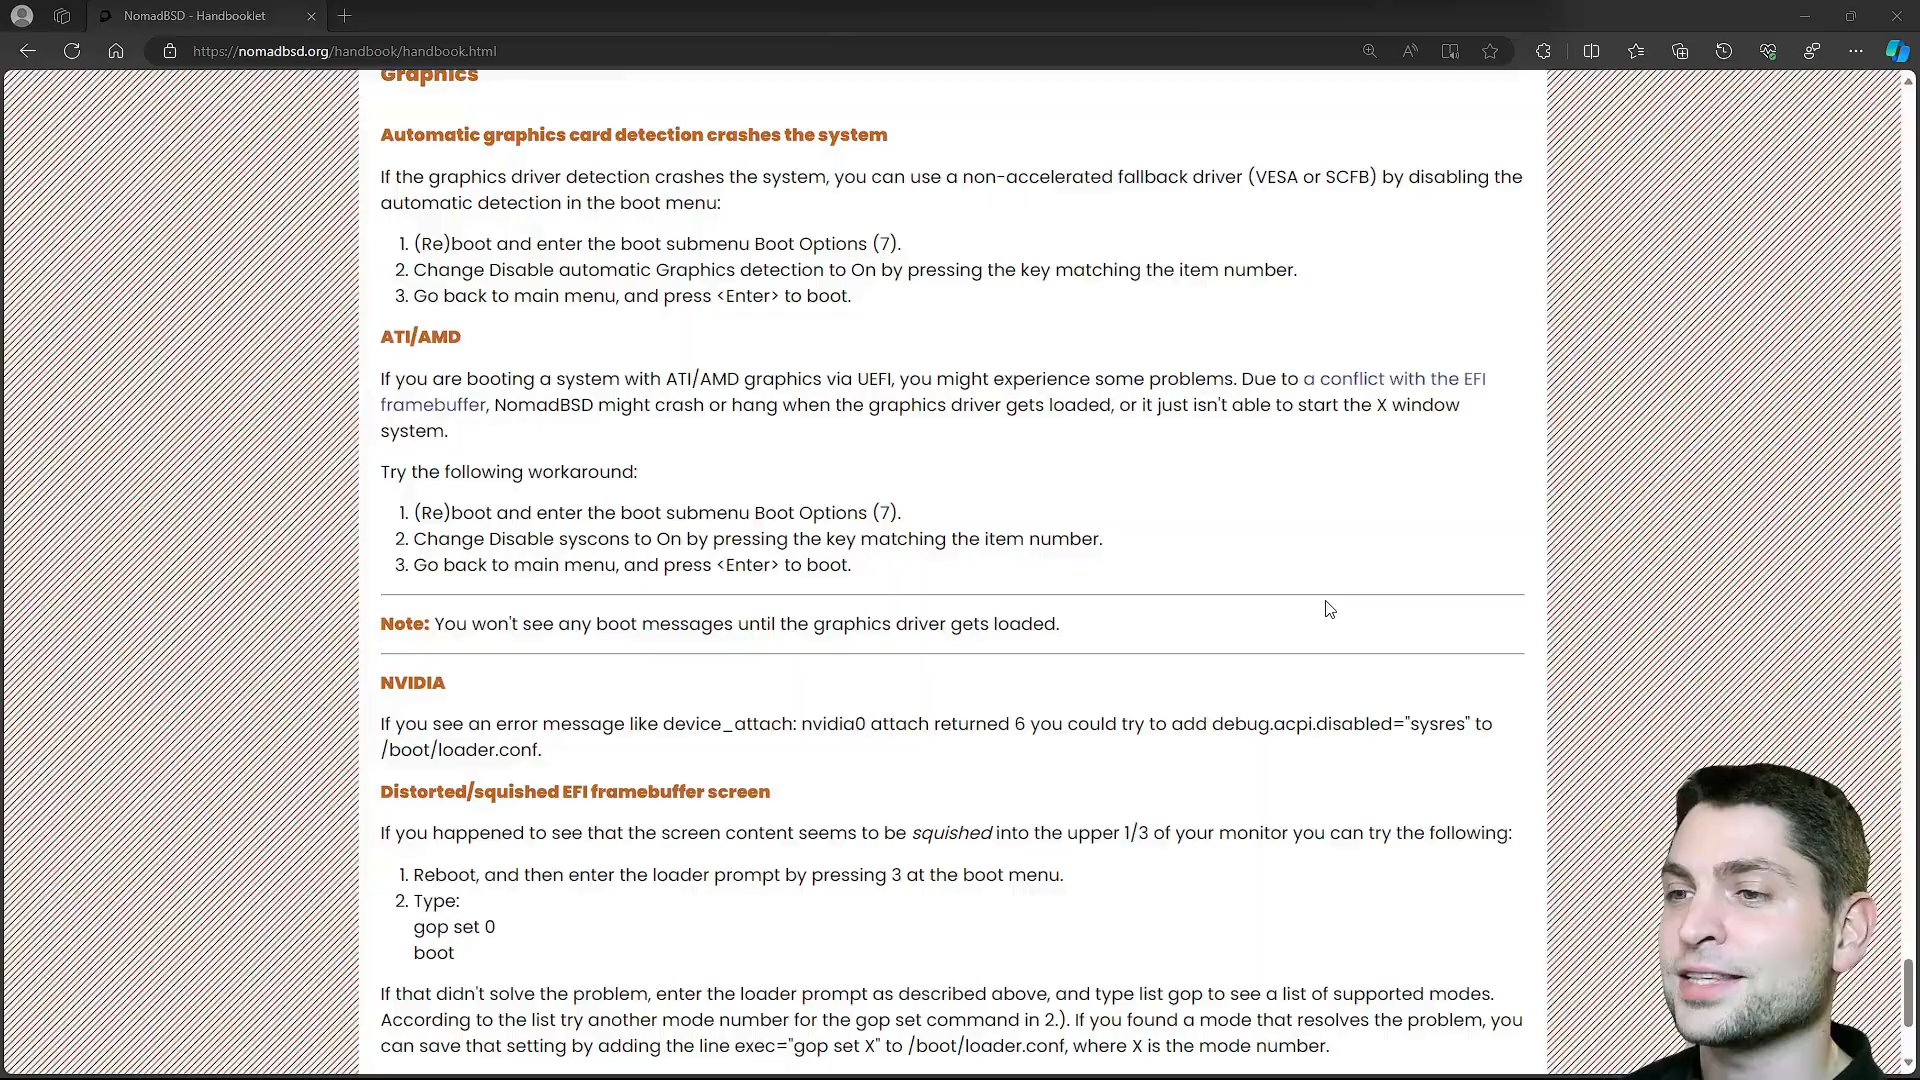 NomadBSD - Handbooklet
https://nomadbsd.org/handbook/handbook.html
Graphics
Automatic graphics card detection crashes the system
If the graphics driver detection crashes the system, you can use a non-accelerated fallback driver (VESA or SCFB) by disabling the
automatic detection in the boot menu:
1. (Re)boot and enter the boot submenu Boot Options (7).
2. Change Disable automatic Graphics detection to On by pressing the key matching the item number.
3. Go back to main menu, and press <Enter> to boot.
ATI/AMD
If you are booting a system with ATI/AMD graphics via UEFI, you might experience some problems. Due to a conflict with the EFI
framebuffer, NomadBSD might crash or hang when the graphics driver gets loaded, or it just isn't able to start the X window
system.
Try the following workaround:
1. (Re)boot and enter the boot submenu Boot Options (7).
2. Change Disable syscons to On by pressing the key matching the item number.
3. Go back to main menu, and press <Enter> to boot.
Note: You won't see any boot messages until the graphics driver gets loaded.
NVIDIA
If you see an error message like device_attach: nvidia0 attach returned 6 you could try to add debug.acpi.disabled="sysres" to
/boot/loader.conf.
Distorted/squished EFI framebuffer screen
If you happened to see that the screen content seems to be squished into the upper 1/3 of your monitor you can try the following:
1. Reboot, and then enter the loader prompt by pressing 3 at the boot menu.
2. Type:
gop set 0
boot
If that didn't solve the problem, enter the loader prompt as described above, and type list gop to see a list of supported modes.
According to the list try another mode number for the gop set command in 2.). If you found a mode that resolves the problem, you
can save that setting by adding the line exec="gop set X" to /boot/loader.conf, where X is the mode number.